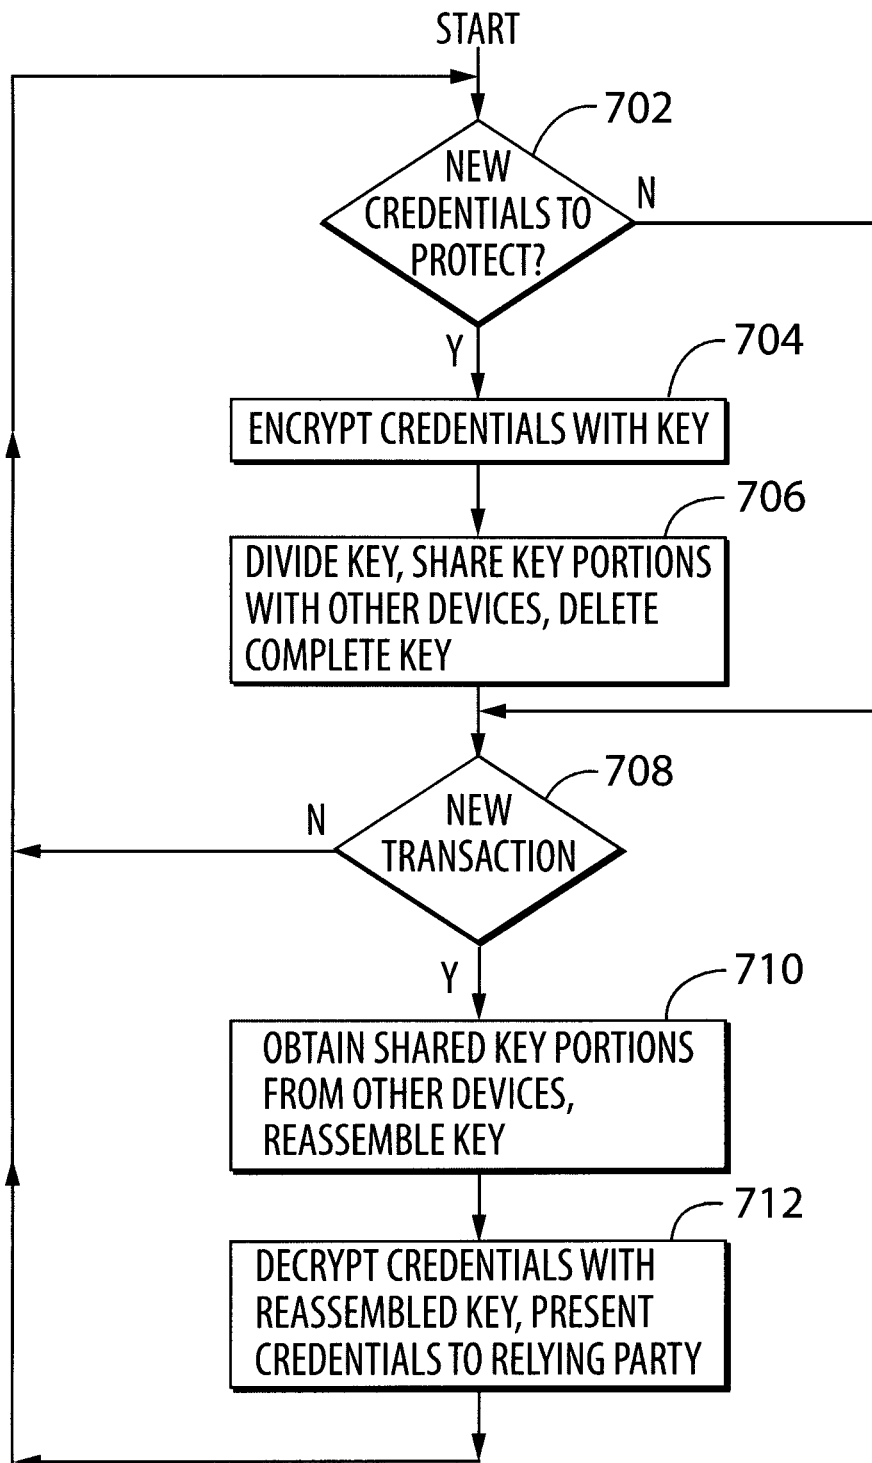 START
702
NEW
CREDENTIALS TO
PROTECT?
N
Y
704
ENCRYPT CREDENTIALS WITH KEY
706
DIVIDE KEY, SHARE KEY PORTIONS
WITH OTHER DEVICES, DELETE
COMPLETE KEY
708
NEW
TRANSACTION
N
Y
710
OBTAIN SHARED KEY PORTIONS
FROM OTHER DEVICES,
REASSEMBLE KEY
712
DECRYPT CREDENTIALS WITH
REASSEMBLED KEY, PRESENT
CREDENTIALS TO RELYING PARTY